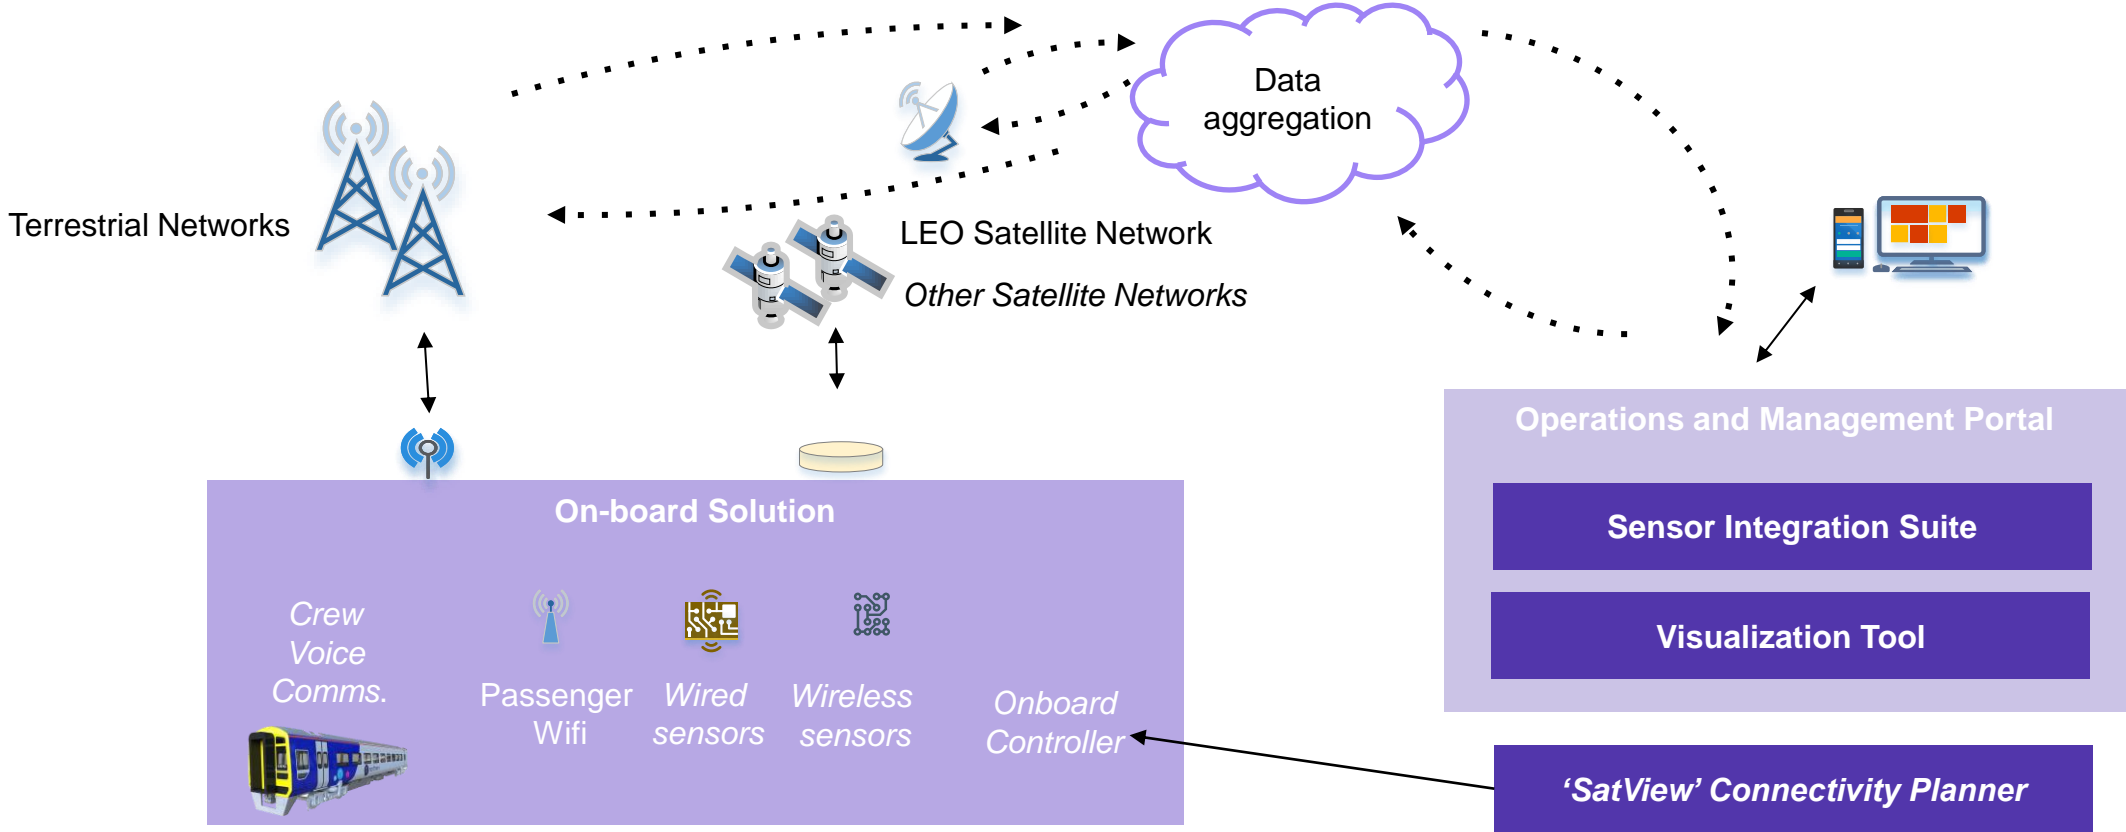 Data
aggregation
Terrestrial Networks
LEO Satellite Network
Other Satellite Networks
Operations and Management Portal
Sensor Integration Suite
Visualization Tool
‘SatView’ Connectivity Planner
On-board Solution
Crew
Voice
Comms.
Passenger
Wifi
Wired
sensors
Wireless
sensors
Onboard
Controller